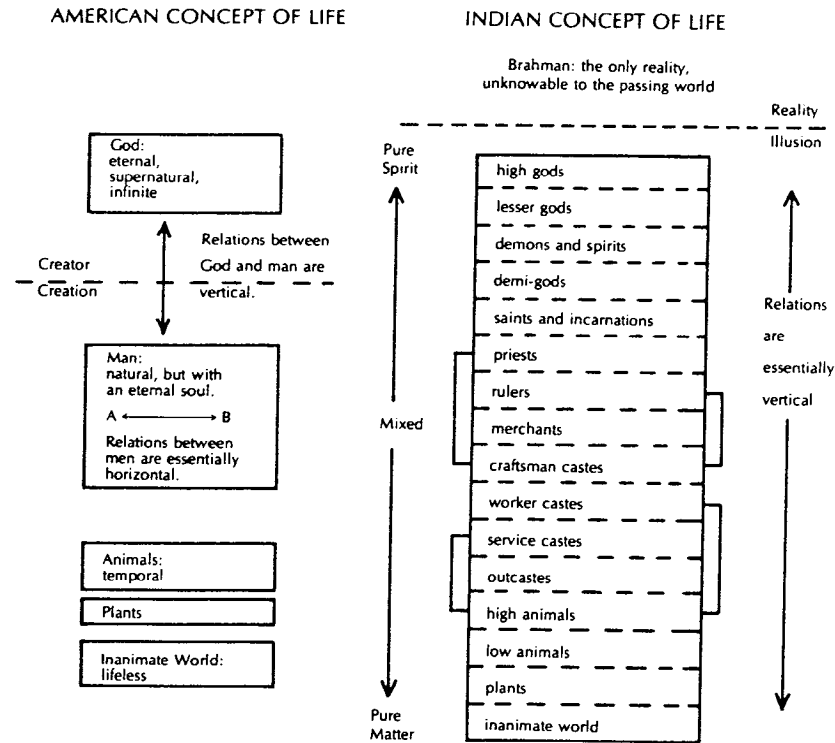 AMERICAN CONCEPT OF LIFE
God:
eternal,
supernatural,
infinite
Relations between
God and man are
vertical.
Creator
Creation
Man:
natural, but with
an eternal soul.
A B
Relations between
men are essentially
horizontal.
Animals:
temporal
Plants
Inanimate World:
lifeless
INDIAN CONCEPT OF LIFE
Brahman: the only reality,
unknowable to the passing world
Reality
Illusion
Pure
Spirit
Mixed
Pure
Matter
high gods
lesser gods
demons and spirits
demi-gods
saints and incarnations
priests
rulers
merchants
craftsman castes
worker castes
service castes
outcastes
high animals
low animals
plants
inanimate world
Relations
are
essentially
vertical